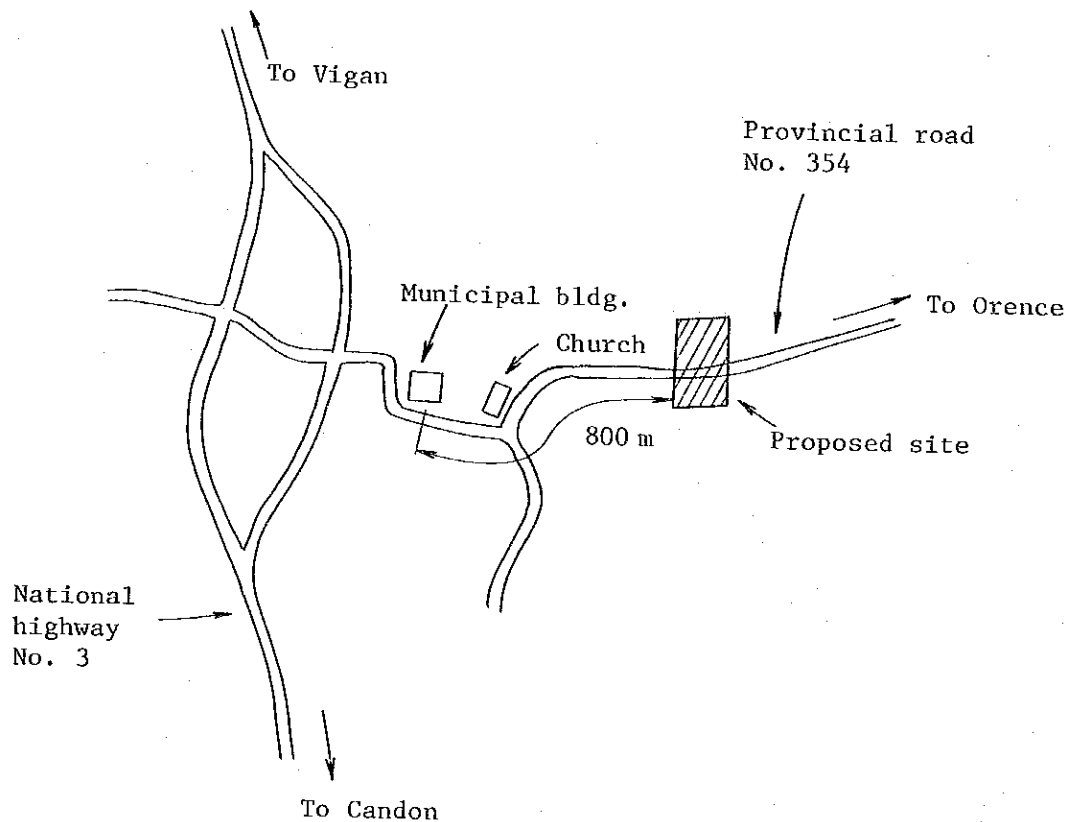 To Vigan
Provincial road
No. 354
Municipal bldg.
To Orence
Church
800 m
Proposed site
National
highway
No. 3
To Candon